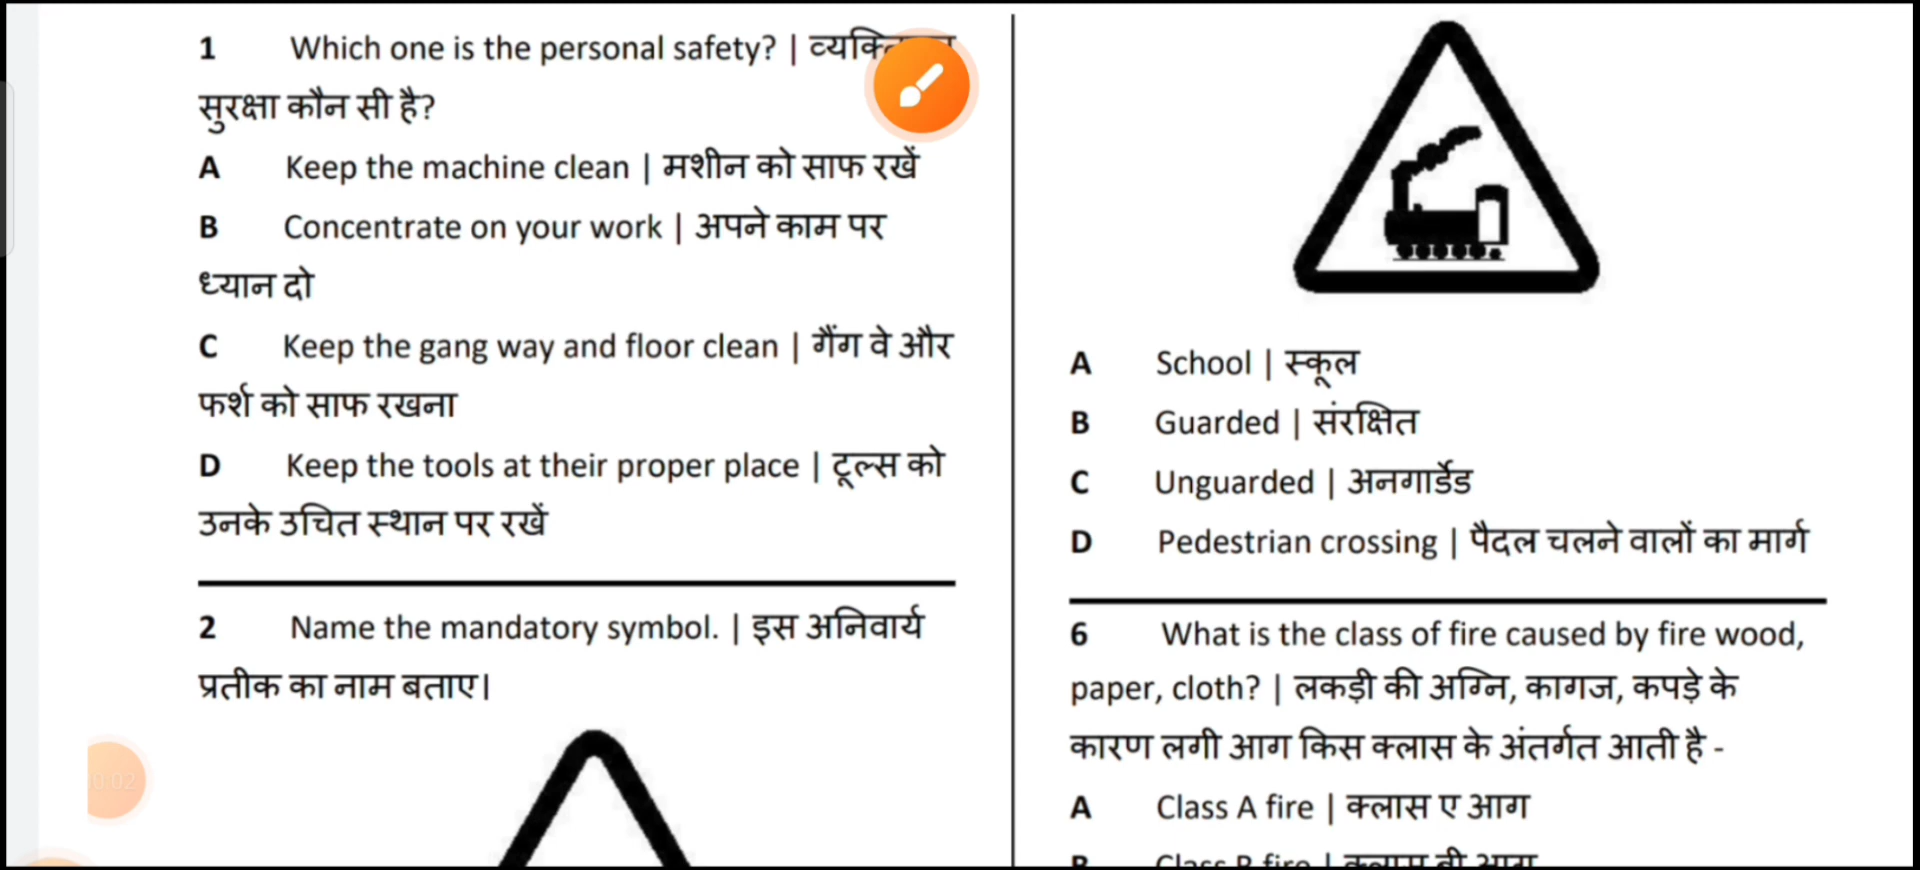 1 Which one is the personal safety? |
सुरक्षा कौन सी है?
A Keep the machine clean | मशीन को साफ रखें
B Concentrate on your work | अपने काम पर
ध्यान दो
C Keep the gang way and floor clean | गैंग वे और
फर्श को साफ रखना
D Keep the tools at their proper place | टूल्स को
उनके उचित स्थान पर रखें
2 Name the mandatory symbol. | इस अनिवार्य
प्रतीक का नाम बताए।
A School | स्कूल
B Guarded | संरक्षित
C Unguarded | अनगार्डेड
D Pedestrian crossing | पैदल चलने वालों का मार्ग
6 What is the class of fire caused by fire wood,
paper, cloth? | लकड़ी की अग्नि, कागज, कपड़े के
कारण लगी आग किस क्लास के अंतर्गत आती है -
A Class A fire | क्लास ए आग
B Class B fire | क्लास बी आग